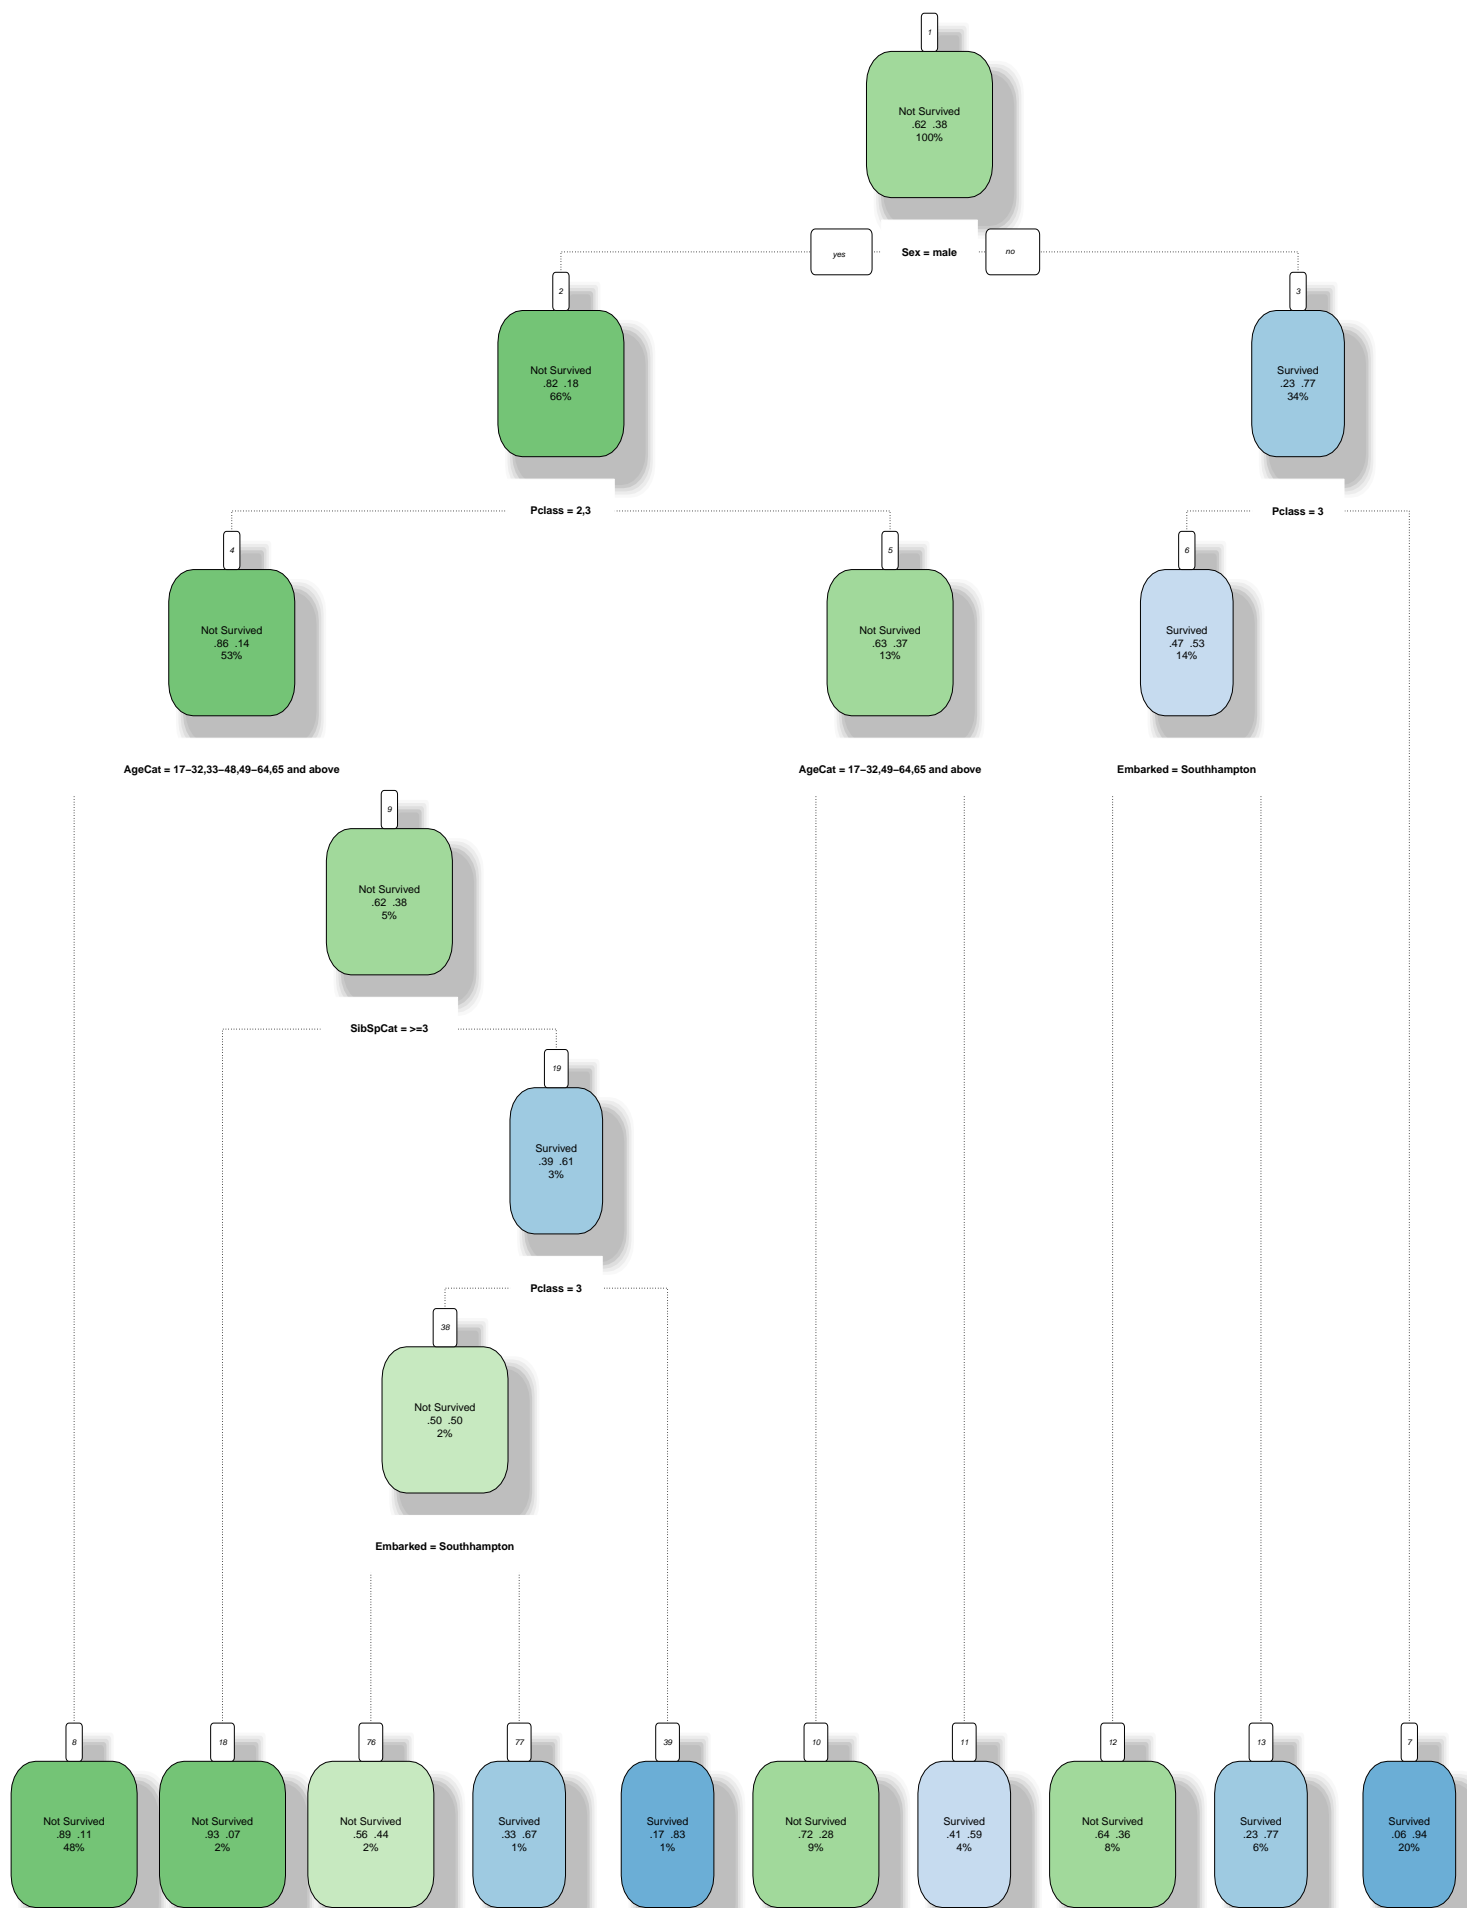 1
Not Survived
.62 .38
100%
yes
Sex = male
no
2
Not Survived
.82 .18
66%
3
Survived
.23 .77
34%
Pclass = 2,3
Pclass = 3
4
Not Survived
.86 .14
53%
5
Not Survived
.63 .37
13%
6
Survived
.47 .53
14%
AgeCat = 17–32,33–48,49–64,65 and above
AgeCat = 17–32,49–64,65 and above
Embarked = Southhampton
9
Not Survived
.62 .38
5%
SibSpCat = >=3
19
Survived
.39 .61
3%
Pclass = 3
38
Not Survived
.50 .50
2%
Embarked = Southhampton
8
Not Survived
.89 .11
48%
18
Not Survived
.93 .07
2%
76
Not Survived
.56 .44
2%
77
Survived
.33 .67
1%
39
Survived
.17 .83
1%
10
Not Survived
.72 .28
9%
11
Survived
.41 .59
4%
12
Not Survived
.64 .36
8%
13
Survived
.23 .77
6%
7
Survived
.06 .94
20%